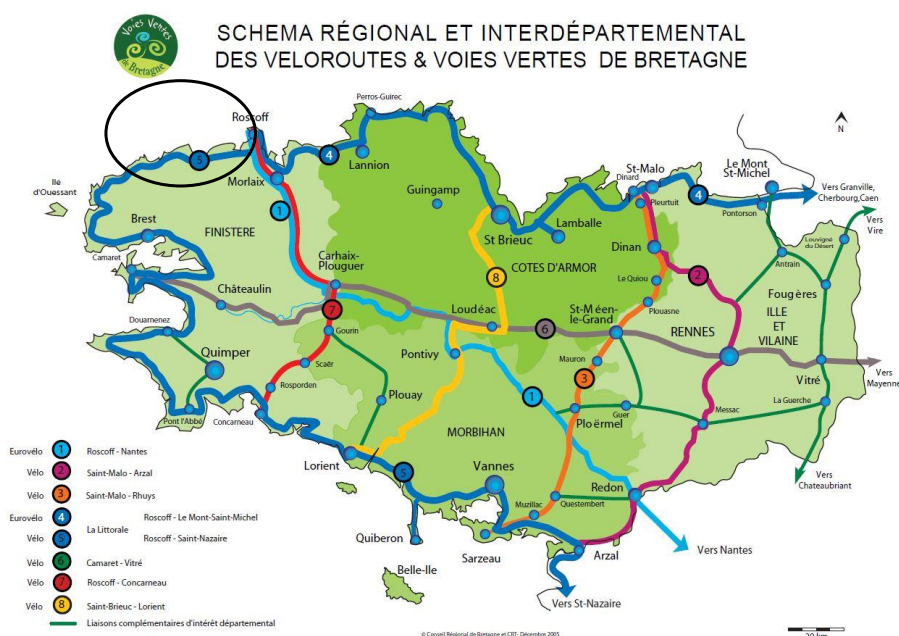 Voies Vertes
de Bretagne
SCHEMA RÉGIONAL ET INTERDÉPARTEMENTAL
DES VELOROUTES & VOIES VERTES DE BRETAGNE
Perros-Guirec
Roscoff
N
5
4
Lannion
Morlaix
Ile
d'Ouessant
1
Guingamp
St-Malo
Dinard
Pleurtuit
Le Mont
St-Michel
4
Pontorson
Vers Granville,
Cherbourg,Caen
Brest
FINISTERE
St Brieuc
Lamballe
Vers
Vire
Louvigné
du Désert
Camaret
Carhaix-
Plouguer
COTES D'ARMOR
Dinan
Antrain
Châteaulin
8
Le Quiou
2
Fougères
Douarnenez
7
Gourin
Loudéac
6
St-M éen-
le-Grand
Plouasne
RENNES
ILLE
ET
VILAINE
Quimper
Scaër
Pontivy
Mauron
3
Vitré
Vers
Mayenne
Rosporden
Plouay
1
La Guerche
Pont l'Abbé
Concarneau
MORBIHAN
Plo ërmel
Guer
Messac
Lorient
Vannes
Vers
Chateaubriant
5
Redon
Muzillac
Questembert
Quiberon
Sarzeau
Arzal
Vers Nantes
Belle-Ile
Vers St-Nazaire
Eurovélo 1 Roscoff - Nantes
Vélo 2 Saint-Malo - Arzal
Vélo 3 Saint-Malo - Rhuys
Eurovélo 4 Roscoff - Le Mont-Saint-Michel
La Littorale
Vélo 5 Roscoff - Saint-Nazaire
Vélo 6 Camaret - Vitré
Vélo 7 Roscoff - Concarneau
Vélo 8 Saint-Brieuc - Lorient
Liaisons complémentaires d'intérêt départemental
© Conseil Régional de Bretagne et CRT- Décembre 2005
20 km